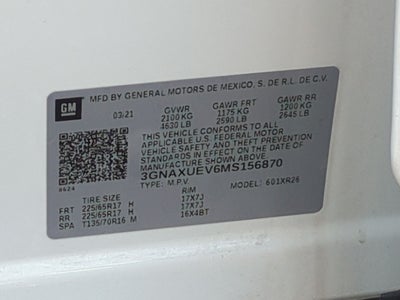 GM
MFD BY GENERAL MOTORS DE MEXICO, S. DE R.L. DE C.V.
03/21 GVWR GAWR FRT GAWR RR
2100 KG 1175 KG 1200 KG
4630 LB 2590 LB 2645 LB
THIS VEHICLE CONFORMS TO ALL
APPLICABLE U.S. FEDERAL MOTOR
VEHICLE SAFETY AND THEFT PREVENTION
STANDARDS IN EFFECT ON THE DATE OF
MANUFACTURE SHOWN ABOVE.
3GNAXUEV6MS156870
8624 TYPE: M.P.V. MODEL: 601XR26
TIRE SIZE RIM
FRT 225/65R17 H 17X7J
RR 225/65R17 H 17X7J
SPA T135/70R16 M 16X4BT